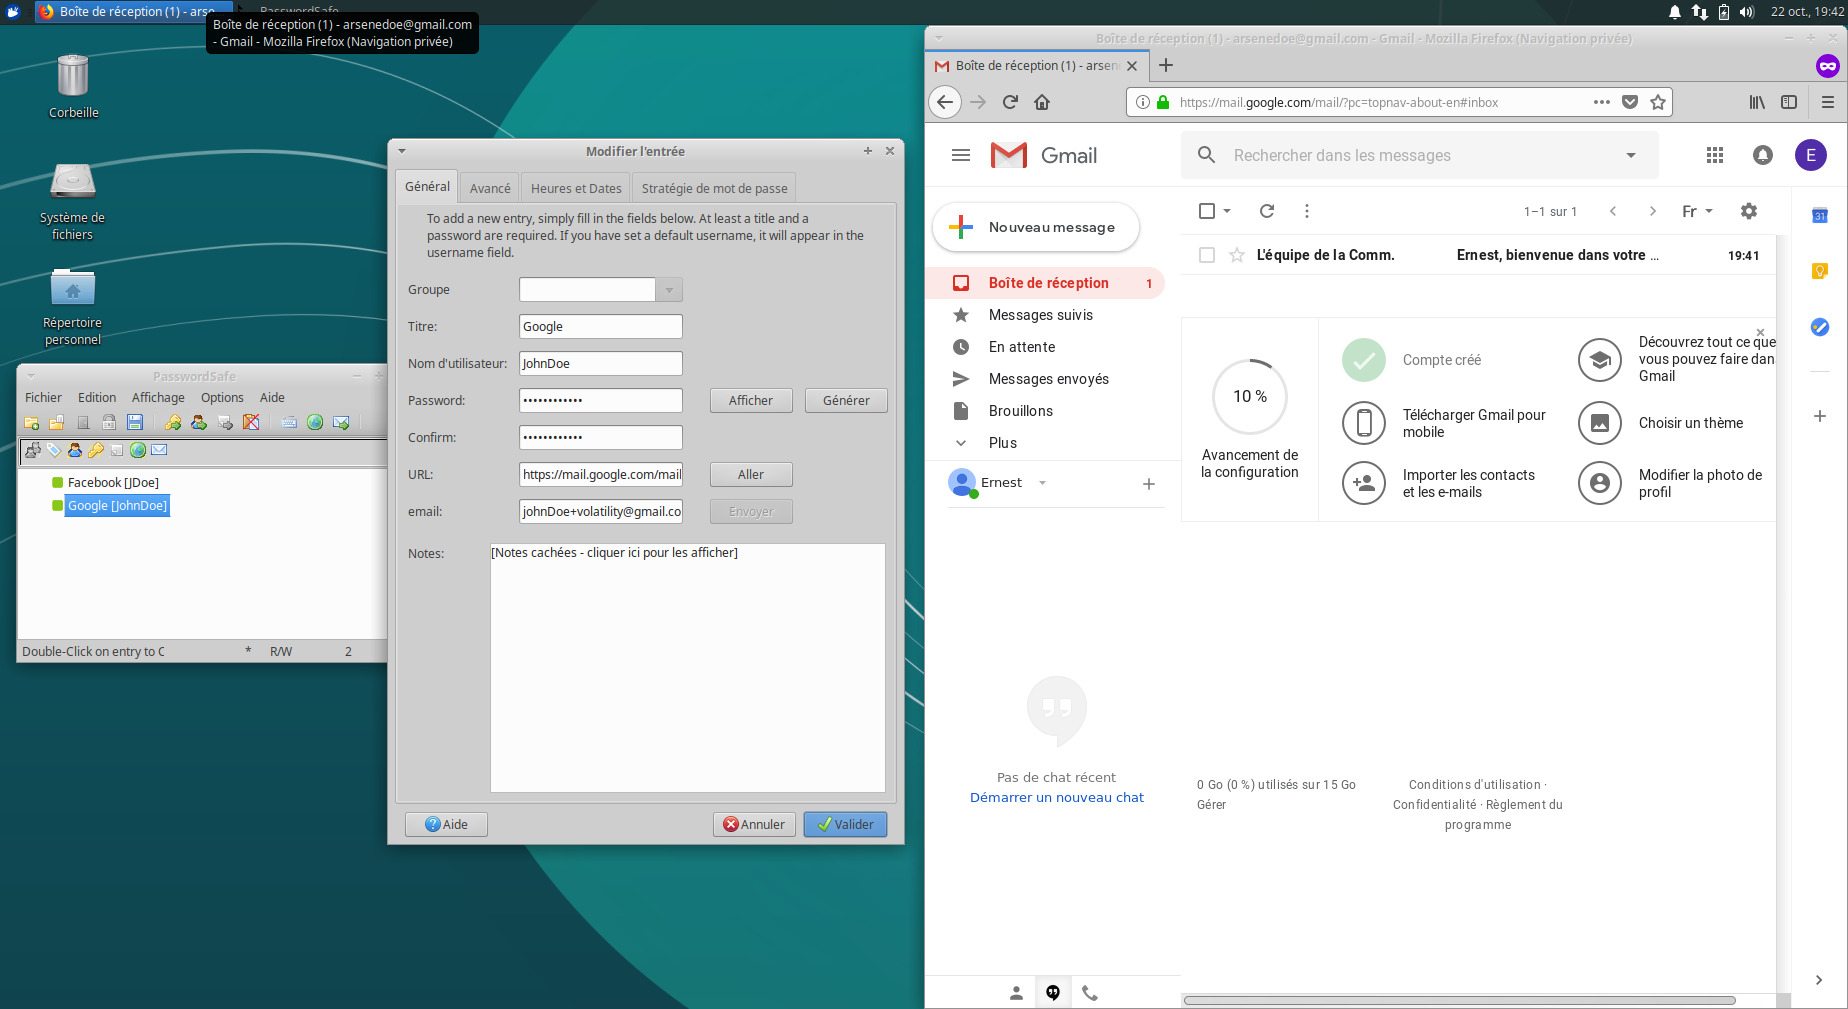 Boîte de réception (1) - arse...
PasswordSafe
22 oct., 19:42
Boîte de réception (1) - arsenedoe@gmail.com
- Gmail - Mozilla Firefox (Navigation privée)
Corbeille
Système de
fichiers
Répertoire
personnel
PasswordSafe
Fichier Edition Affichage Options Aide
Facebook [JDoe]
Google [JohnDoe]
Double-Click on entry to C * R/W 2
Modifier l'entrée
Général Avancé Heures et Dates Stratégie de mot de passe
To add a new entry, simply fill in the fields below. At least a title and a
password are required. If you have set a default username, it will appear in the
username field.
Groupe
Titre: Google
Nom d'utilisateur: JohnDoe
Password: •••••••••••• Afficher Générer
Confirm: ••••••••••••
URL: https://mail.google.com/mail Aller
email: johnDoe+volatility@gmail.co Envoyer
Notes: [Notes cachées - cliquer ici pour les afficher]
Aide Annuler Valider
Boîte de réception (1) - arsenedoe@gmail.com - Gmail - Mozilla Firefox (Navigation privée)
Boîte de réception (1) - arsen
https://mail.google.com/mail/?pc=topnav-about-en#inbox
Gmail
Rechercher dans les messages
E
Nouveau message
1–1 sur 1
Fr
31
Boîte de réception 1
Messages suivis
En attente
Messages envoyés
Brouillons
Plus
Ernest
L'équipe de la Comm. Ernest, bienvenue dans votre ... 19:41
10 %
Avancement de
la configuration
Compte créé
Télécharger Gmail pour
mobile
Importer les contacts
et les e-mails
Découvrez tout ce que
vous pouvez faire dan
Gmail
Choisir un thème
Modifier la photo de
profil
Pas de chat récent
Démarrer un nouveau chat
0 Go (0 %) utilisés sur 15 Go
Gérer
Conditions d'utilisation ·
Confidentialité · Règlement du
programme